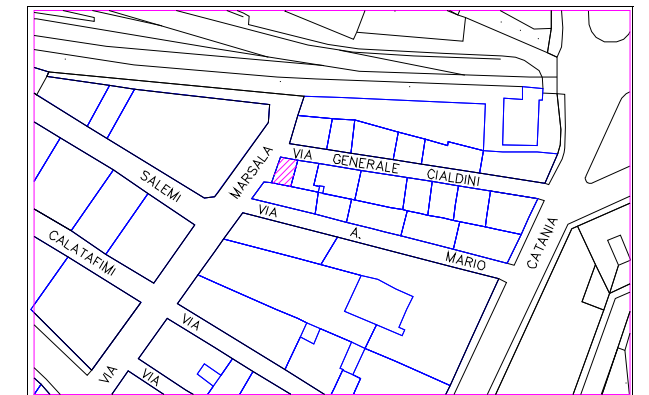 VIA GENERALE CIALDINI
MARSALA
SALEMI
VIA A. MARIO
CATANIA
CALATAFIMI
VIA
VIA
VIA